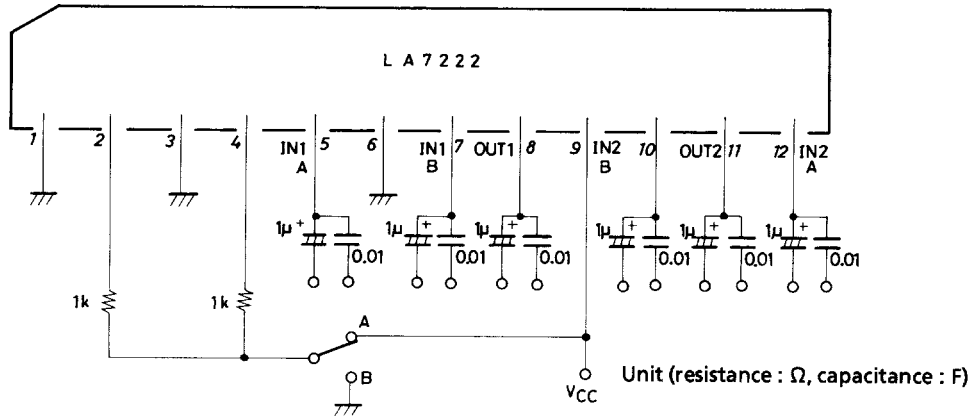 LA7222
1 2 3 4 5 6 7 8 9 10 11 12
IN1 A
IN1 B
OUT1
IN2 B
OUT2
IN2 A
1μ + 0.01
1μ + 0.01
1μ + 0.01
1μ + 0.01
1μ + 0.01
1μ + 0.01
1k
1k
A
B
VCC
Unit (resistance : Ω, capacitance : F)